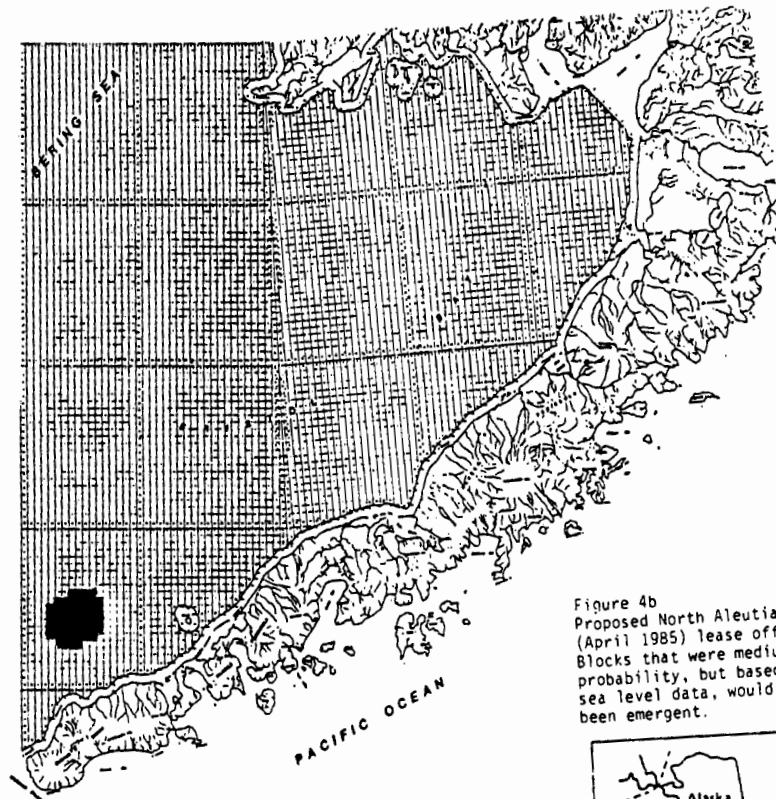 BERING SEA
PACIFIC OCEAN
Figure 4b
Proposed North Aleutia
(April 1985) lease off
Blocks that were mediu
probability, but based
sea level data, would
been emergent.
Alaska